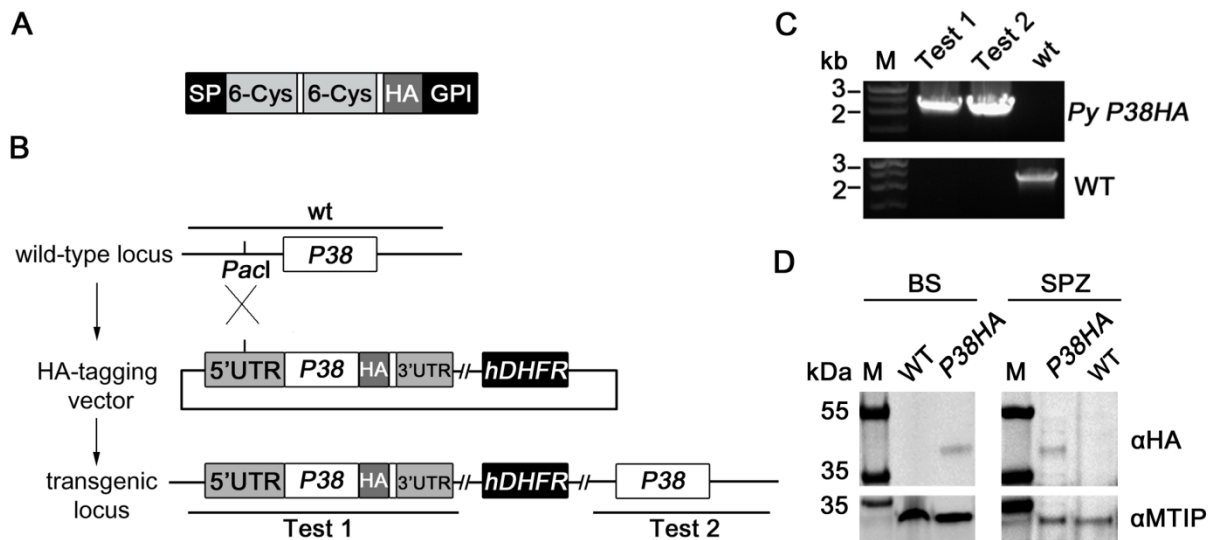 A
SP 6-Cys 6-Cys HA GPI
B
wt
wild-type locus
P38
PacI
HA-tagging
vector
5'UTR P38 HA 3'UTR // hDHFR
transgenic
locus
5'UTR P38 HA 3'UTR // hDHFR // P38
Test 1 Test 2
C
kb M Test 1 Test 2 wt
3
2
Py P38HA
3
2
WT
D
BS SPZ
kDa M WT P38HA M P38HA WT
55
35
αHA
35
αMTIP